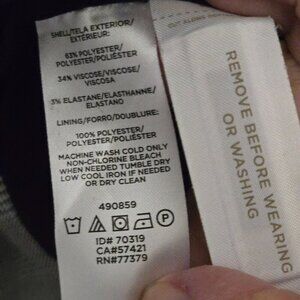 SHELL/TELA EXTERIOR/
EXTÉRIEUR:
63% POLYESTER/
POLYESTER/POLIÉSTER
34% VISCOSE/VISCOSE/
VISCOSA
3% ELASTANE/ELASTHANNE/
ELASTANO
LINING/FORRO/DOUBLURE:
100% POLYESTER/
POLYESTER/POLIÉSTER
MACHINE WASH COLD ONLY
NON-CHLORINE BLEACH
WHEN NEEDED TUMBLE DRY
LOW COOL IRON IF NEEDED
OR DRY CLEAN
490859
ID# 70319
CA#57421
RN#77379
CUT ALONG
REMOVE BEFORE WEARING
OR WASHING